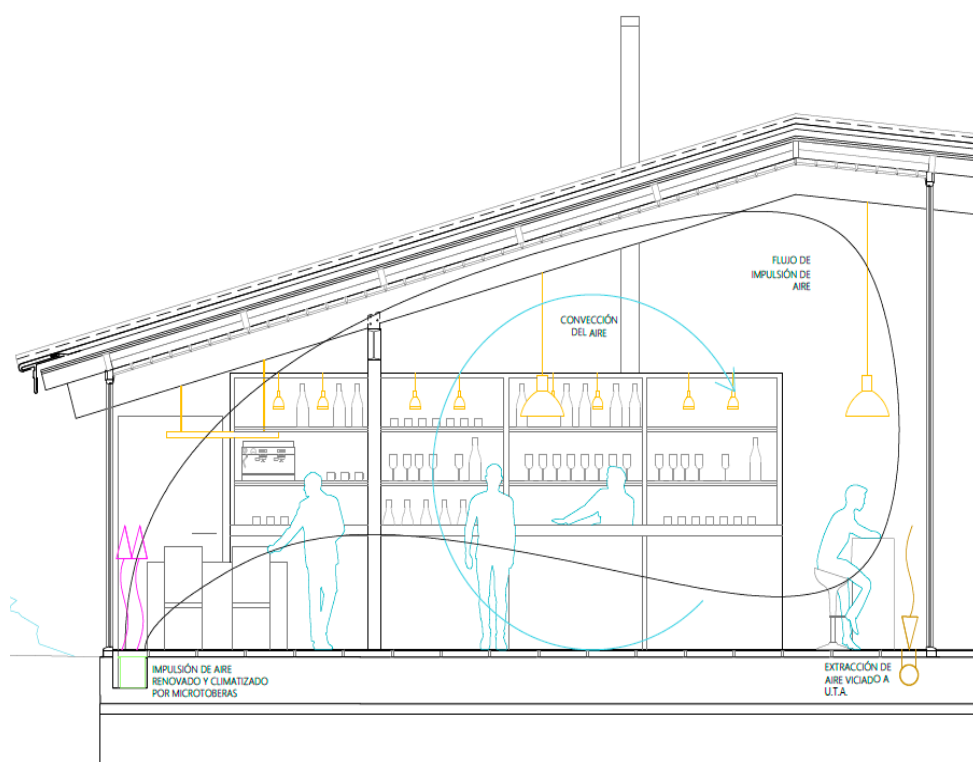 FLUJO DE
IMPULSIÓN DE
AIRE
CONVECCIÓN
DEL AIRE
IMPULSIÓN DE AIRE
RENOVADO Y CLIMATIZADO
POR MICROTOBERAS
EXTRACCIÓN DE
AIRE VICIADO A
U.T.A.